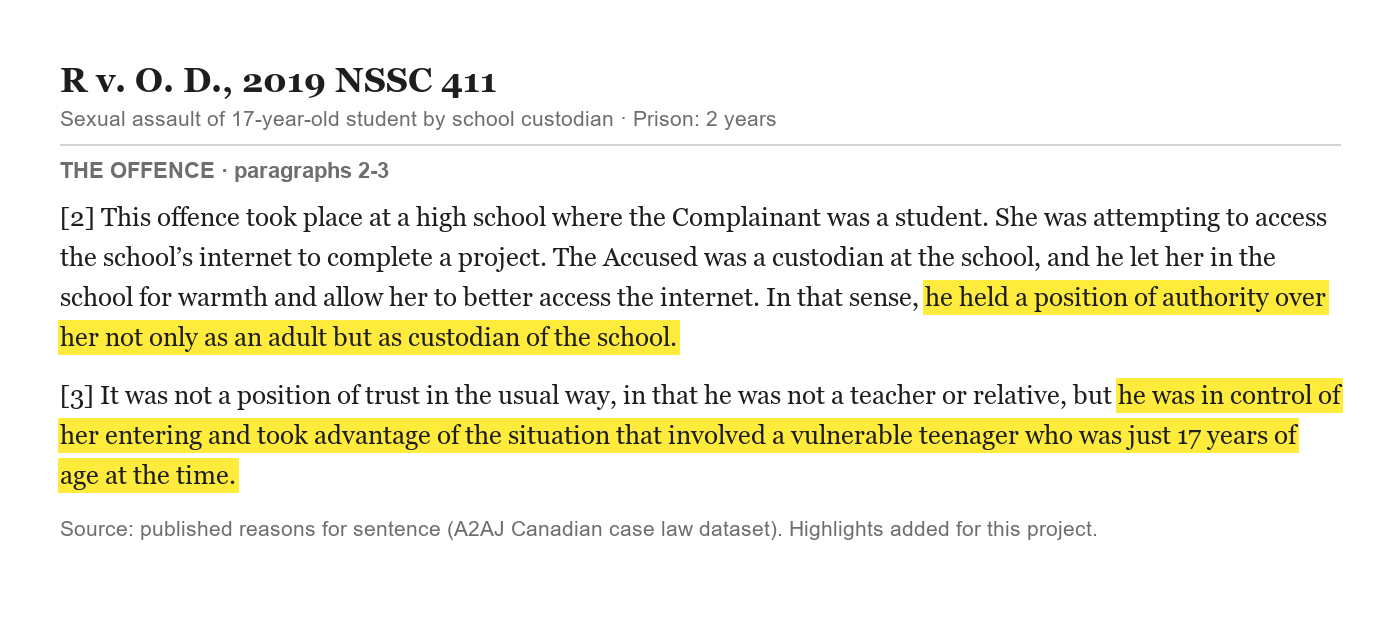 R v. O. D., 2019 NSSC 411
Sexual assault of 17-year-old student by school custodian · Prison: 2 years
THE OFFENCE · paragraphs 2-3
[2] This offence took place at a high school where the Complainant was a student. She was attempting to access
the school’s internet to complete a project. The Accused was a custodian at the school, and he let her in the
school for warmth and allow her to better access the internet. In that sense, he held a position of authority over
her not only as an adult but as custodian of the school.
[3] It was not a position of trust in the usual way, in that he was not a teacher or relative, but he was in control of
her entering and took advantage of the situation that involved a vulnerable teenager who was just 17 years of
age at the time.
Source: published reasons for sentence (A2AJ Canadian case law dataset). Highlights added for this project.